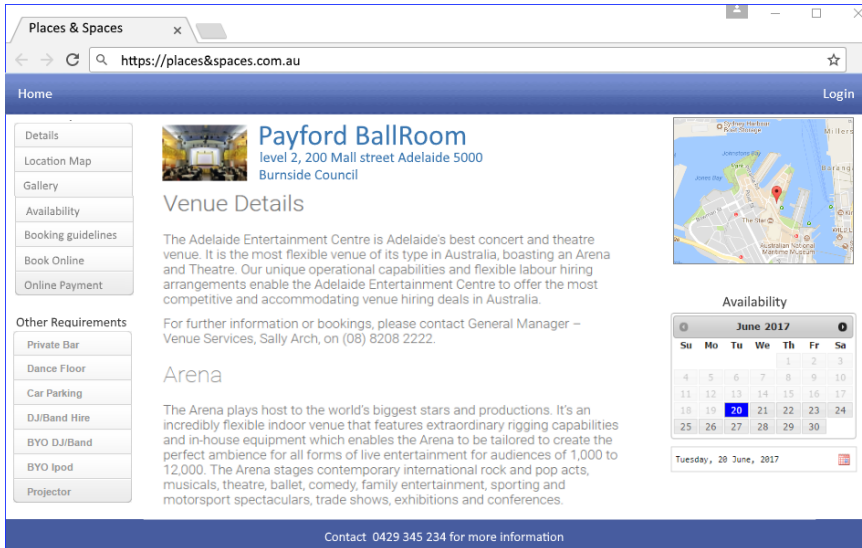 Places & Spaces
https://places&spaces.com.au
Home
Login
Details
Location Map
Gallery
Availability
Booking guidelines
Book Online
Online Payment
Other Requirements
Private Bar
Dance Floor
Car Parking
DJ/Band Hire
BYO DJ/Band
BYO Ipod
Projector
Payford BallRoom
level 2, 200 Mall street Adelaide 5000
Burnside Council
Venue Details
The Adelaide Entertainment Centre is Adelaide's best concert and theatre
venue. It is the most flexible venue of its type in Australia, boasting an Arena
and Theatre. Our unique operational capabilities and flexible labour hiring
arrangements enable the Adelaide Entertainment Centre to offer the most
competitive and accommodating venue hiring deals in Australia.
For further information or bookings, please contact General Manager –
Venue Services, Sally Arch, on (08) 8208 2222.
Arena
The Arena plays host to the world's biggest stars and productions. It's an
incredibly flexible indoor venue that features extraordinary rigging capabilities
and in-house equipment which enables the Arena to be tailored to create the
perfect ambience for all forms of live entertainment for audiences of 1,000 to
12,000. The Arena stages contemporary international rock and pop acts,
musicals, theatre, ballet, comedy, family entertainment, sporting and
motorsport spectaculars, trade shows, exhibitions and conferences.
Johnstons Bay
Jones Bay
The Star
Australian National
Maritime Museum
Availability
June 2017
Su Mo Tu We Th Fr Sa
1 2 3
4 5 6 7 8 9 10
11 12 13 14 15 16 17
18 19 20 21 22 23 24
25 26 27 28 29 30
Tuesday, 20 June, 2017
Contact 0429 345 234 for more information